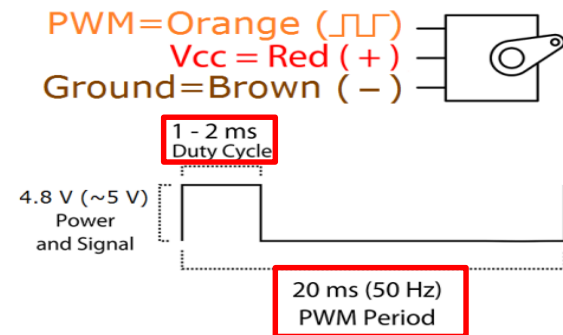 PWM=Orange (⎍⎍)
Vcc = Red ( + )
Ground=Brown ( − )
1 - 2 ms
Duty Cycle
4.8 V (~5 V)
Power
and Signal
20 ms (50 Hz)
PWM Period